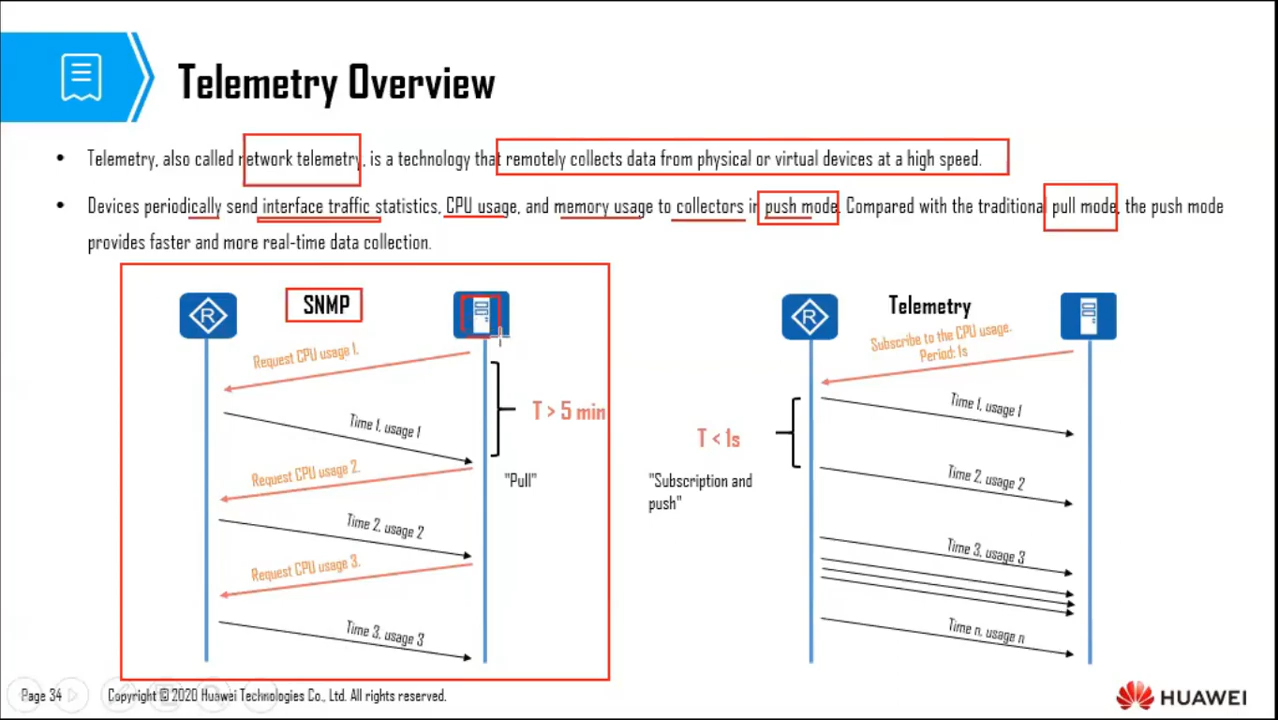 Telemetry Overview
• Telemetry, also called network telemetry, is a technology that remotely collects data from physical or virtual devices at a high speed.
• Devices periodically send interface traffic statistics, CPU usage, and memory usage to collectors in push mode. Compared with the traditional pull mode, the push mode
provides faster and more real-time data collection.
SNMP
R
Request CPU usage 1.
Time 1, usage 1
T > 5 min
Request CPU usage 2.
"Pull"
Time 2, usage 2
Request CPU usage 3.
Time 3, usage 3
Telemetry
R
Subscribe to the CPU usage.
Period: 1s
Time 1, usage 1
T < 1s
"Subscription and
push"
Time 2, usage 2
Time 3, usage 3
Time n, usage n
Page 34
Copyright © 2020 Huawei Technologies Co., Ltd. All rights reserved.
HUAWEI